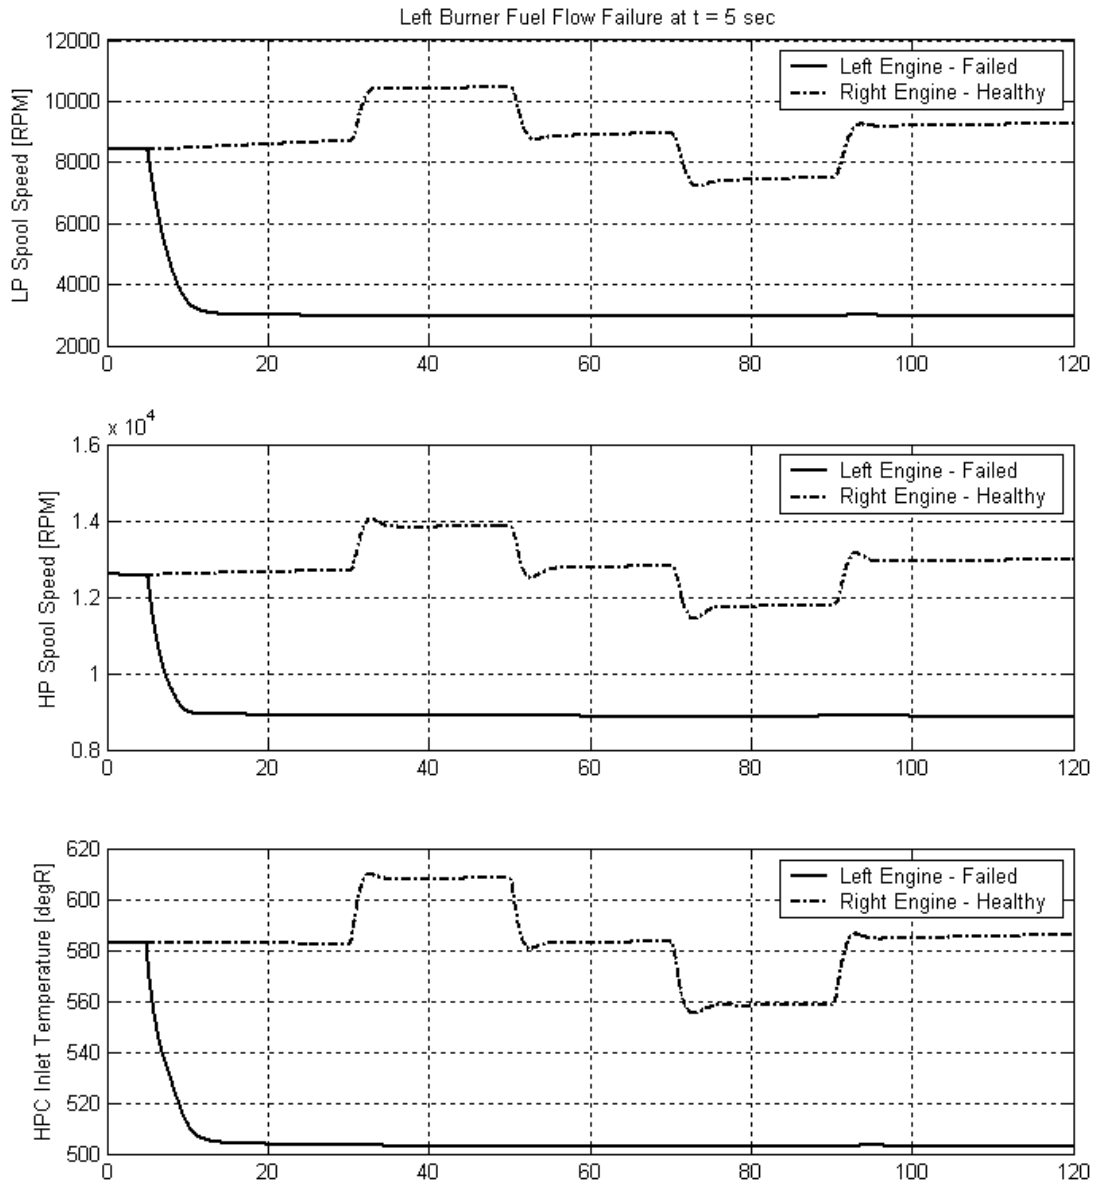 Left Burner Fuel Flow Failure at t = 5 sec
12000
10000
8000
6000
4000
2000
LP Spool Speed [RPM]
Left Engine - Failed
Right Engine - Healthy
0 20 40 60 80 100 120
x 10^4
1.6
1.4
1.2
1
0.8
HP Spool Speed [RPM]
Left Engine - Failed
Right Engine - Healthy
0 20 40 60 80 100 120
620
600
580
560
540
520
500
HPC Inlet Temperature [degR]
Left Engine - Failed
Right Engine - Healthy
0 20 40 60 80 100 120